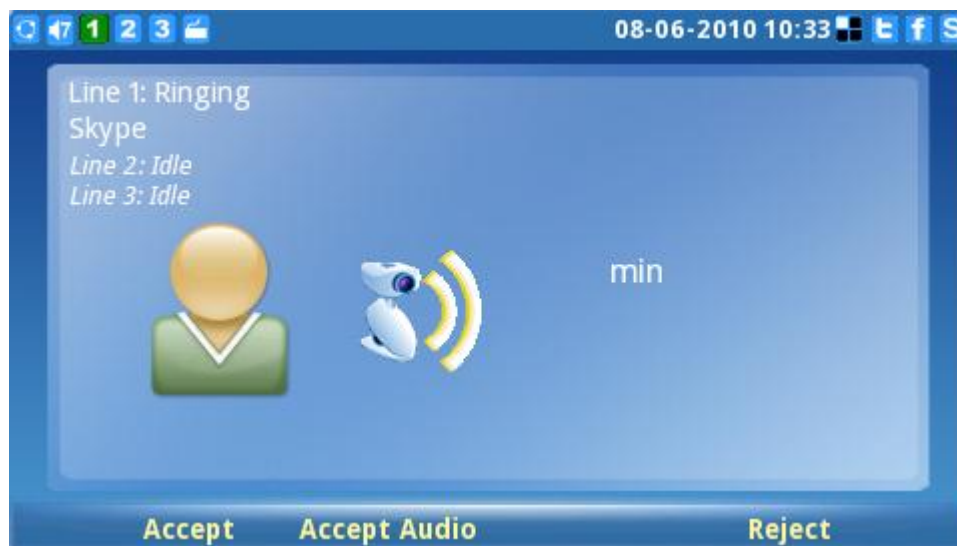 7 1 2 3 08-06-2010 10:33 t f S
Line 1: Ringing
Skype
Line 2: Idle
Line 3: Idle
min
Accept Accept Audio Reject